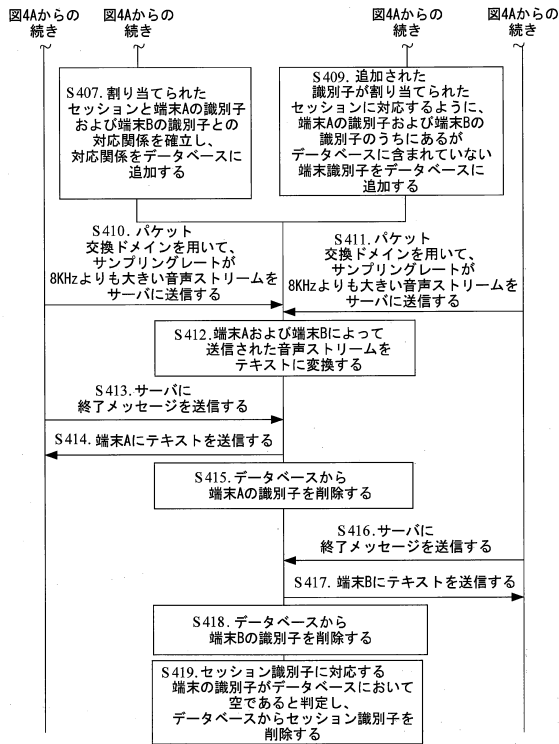 図4Aからの
続き
図4Aからの
続き
図4Aからの
続き
図4Aからの
続き
S407. 割り当てられた
セッションと端末Aの識別子
および端末Bの識別子との
対応関係を確立し、
対応関係をデータベースに
追加する
S409. 追加された
識別子が割り当てられた
セッションに対応するように、
端末Aの識別子および端末Bの
識別子のうちにあるが
データベースに含まれていない
端末識別子をデータベースに
追加する
S410. パケット
交換ドメインを用いて、
サンプリングレートが
8KHzよりも大きい音声ストリームを
サーバに送信する
S411. パケット
交換ドメインを用いて、
サンプリングレートが
8KHzよりも大きい音声ストリームを
サーバに送信する
S412. 端末Aおよび端末Bによって
送信された音声ストリームを
テキストに変換する
S413. サーバに
終了メッセージを送信する
S414. 端末Aにテキストを送信する
S415. データベースから
端末Aの識別子を削除する
S416. サーバに
終了メッセージを送信する
S417. 端末Bにテキストを送信する
S418. データベースから
端末Bの識別子を削除する
S419. セッション識別子に対応する
端末の識別子がデータベースにおいて
空であると判定し、
データベースからセッション識別子を
削除する